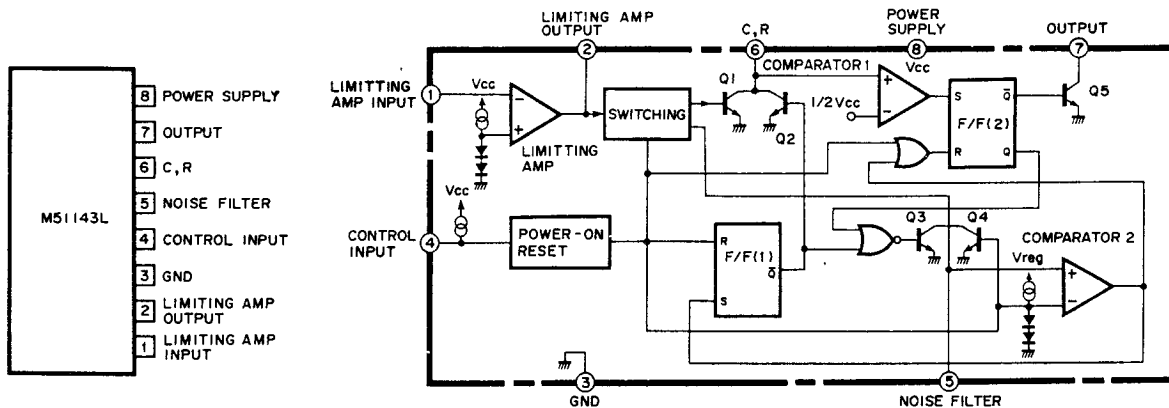 M51143L
8 POWER SUPPLY
7 OUTPUT
6 C,R
5 NOISE FILTER
4 CONTROL INPUT
3 GND
2 LIMITING AMP
OUTPUT
1 LIMITING AMP
INPUT
LIMITING AMP
OUTPUT
2
C,R
6
POWER
SUPPLY
8
OUTPUT
7
LIMITTING
AMP INPUT
1
Vcc
-
+
LIMITTING
AMP
SWITCHING
Q1
Q2
COMPARATOR 1
+
-
Vcc
1/2Vcc
S
Q̅
F/F(2)
R
Q
Q5
CONTROL
INPUT
4
Vcc
POWER-ON
RESET
R
F/F(1)
Q̅
S
Q3
Q4
COMPARATOR 2
Vreg
+
-
3
GND
5
NOISE FILTER